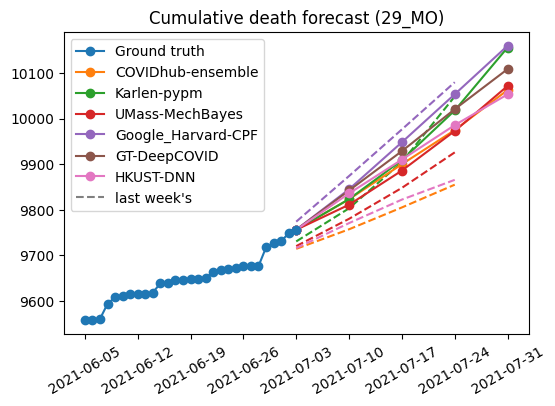 Cumulative death forecast (29_MO)
Ground truth
COVIDhub-ensemble
Karlen-pypm
UMass-MechBayes
Google_Harvard-CPF
GT-DeepCOVID
HKUST-DNN
last week's
10100
10000
9900
9800
9700
9600
2021-06-05
2021-06-12
2021-06-19
2021-06-26
2021-07-03
2021-07-10
2021-07-17
2021-07-24
2021-07-31